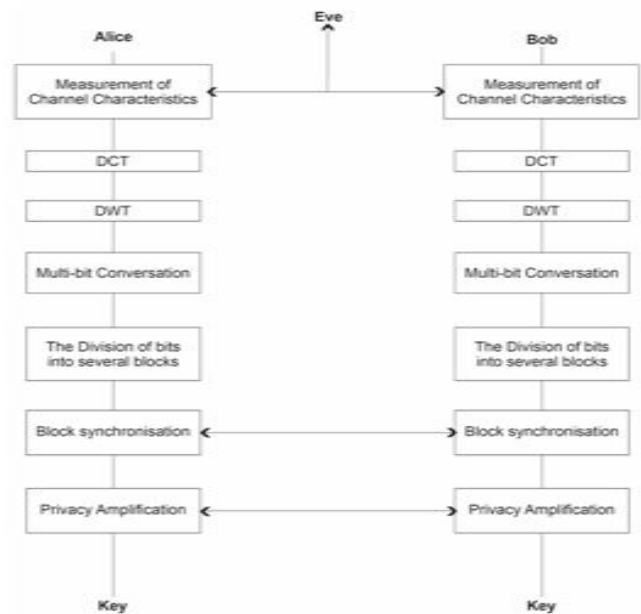 Eve
Alice
Bob
Measurement of
Channel Characteristics
Measurement of
Channel Characteristics
DCT
DCT
DWT
DWT
Multi-bit Conversation
Multi-bit Conversation
The Division of bits
into several blocks
The Division of bits
into several blocks
Block synchronisation
Block synchronisation
Privacy Amplification
Privacy Amplification
Key
Key